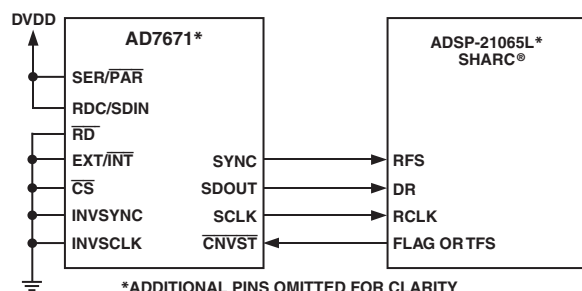 DVDD
AD7671*
SER/PAR
RDC/SDIN
RD
EXT/INT
CS
INVSYNC
INVSCLK
SYNC
SDOUT
SCLK
CNVST
ADSP-21065L*
SHARC®
RFS
DR
RCLK
FLAG OR TFS
*ADDITIONAL PINS OMITTED FOR CLARITY